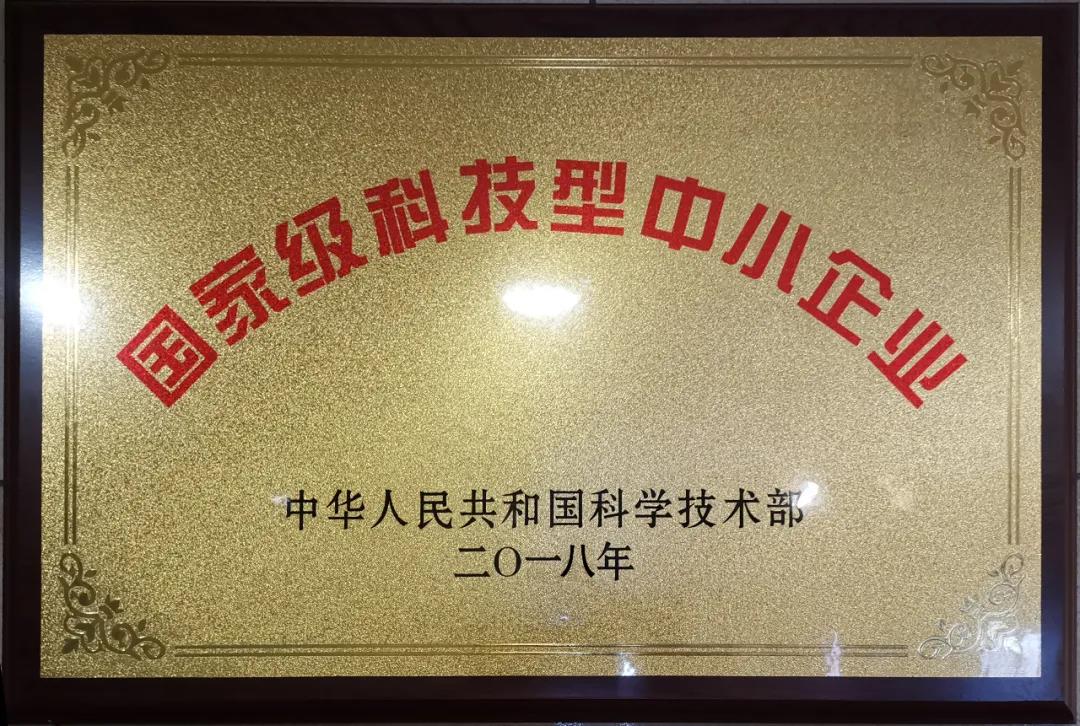 国家级科技型中小企业
中华人民共和国科学技术部
二〇一八年